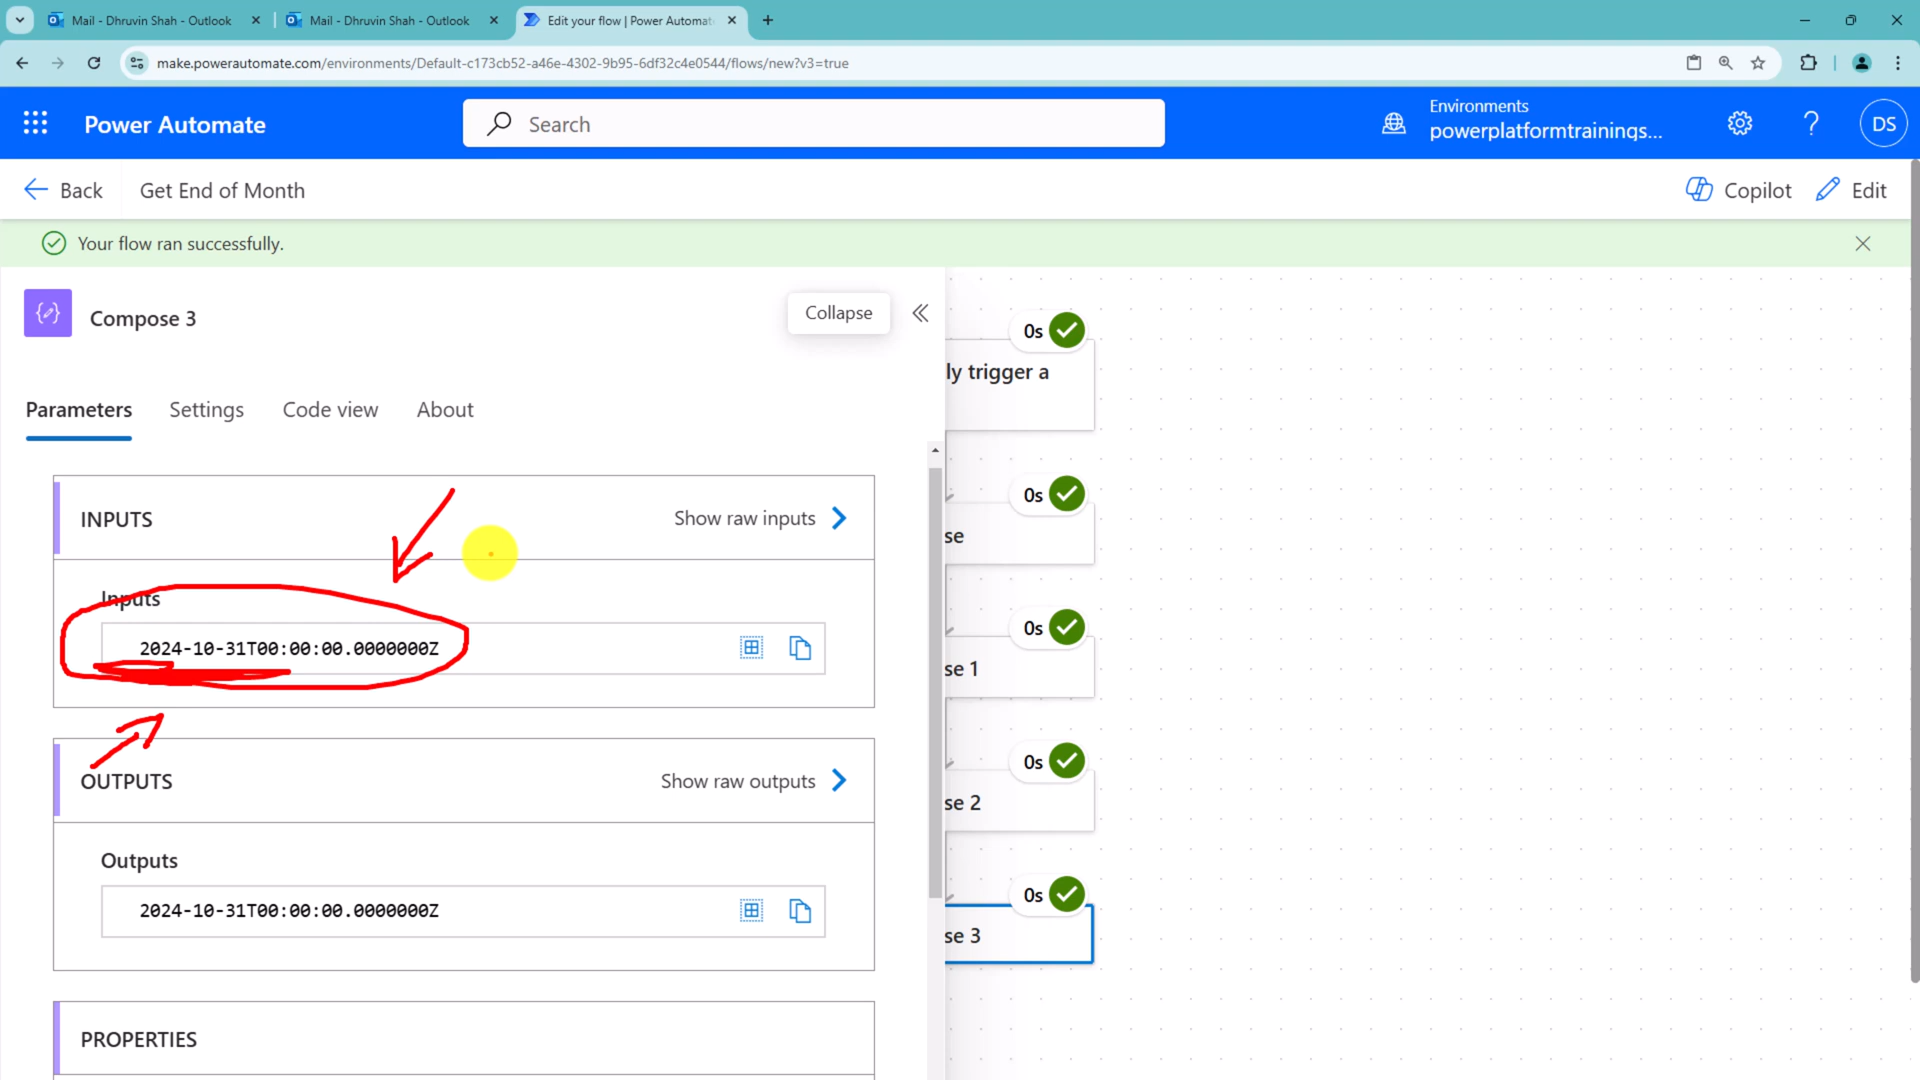 Mail - Dhruvin Shah - Outlook
Mail - Dhruvin Shah - Outlook
Edit your flow | Power Automat
make.powerautomate.com/environments/Default-c173cb52-a46e-4302-9b95-6df32c4e0544/flows/new?v3=true
Power Automate
Search
Environments
powerplatformtrainings...
DS
Back
Get End of Month
Copilot
Edit
Your flow ran successfully.
Compose 3
Collapse
0s
ly trigger a
Parameters
Settings
Code view
About
0s
se
INPUTS
Show raw inputs
Inputs
2024-10-31T00:00:00.0000000Z
0s
se 1
OUTPUTS
Show raw outputs
0s
se 2
Outputs
2024-10-31T00:00:00.0000000Z
0s
se 3
PROPERTIES